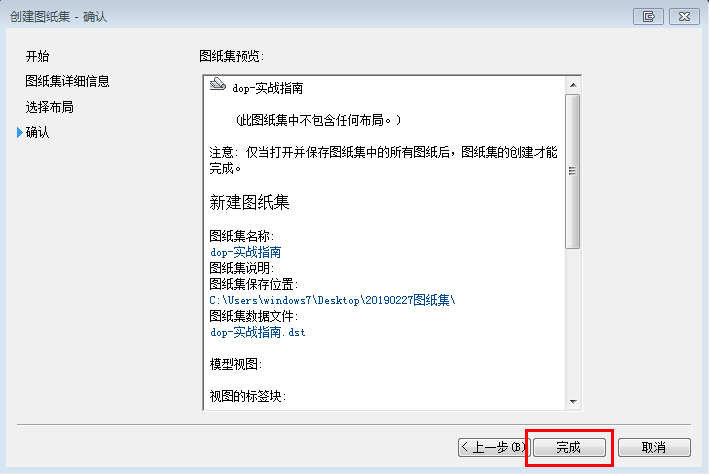 创建图纸集 - 确认
开始
图纸集详细信息
选择布局
确认
图纸集预览:
dop-实战指南
(此图纸集中不包含任何布局。)
注意: 仅当打开并保存图纸集中的所有图纸后，图纸集的创建才能
完成。
新建图纸集
图纸集名称:
dop-实战指南
图纸集说明:
图纸集保存位置:
C:\Users\windows7\Desktop\20190227图纸集\
图纸集数据文件:
dop-实战指南.dst
模型视图:
视图的标签块:
< 上一步(B) 完成 取消